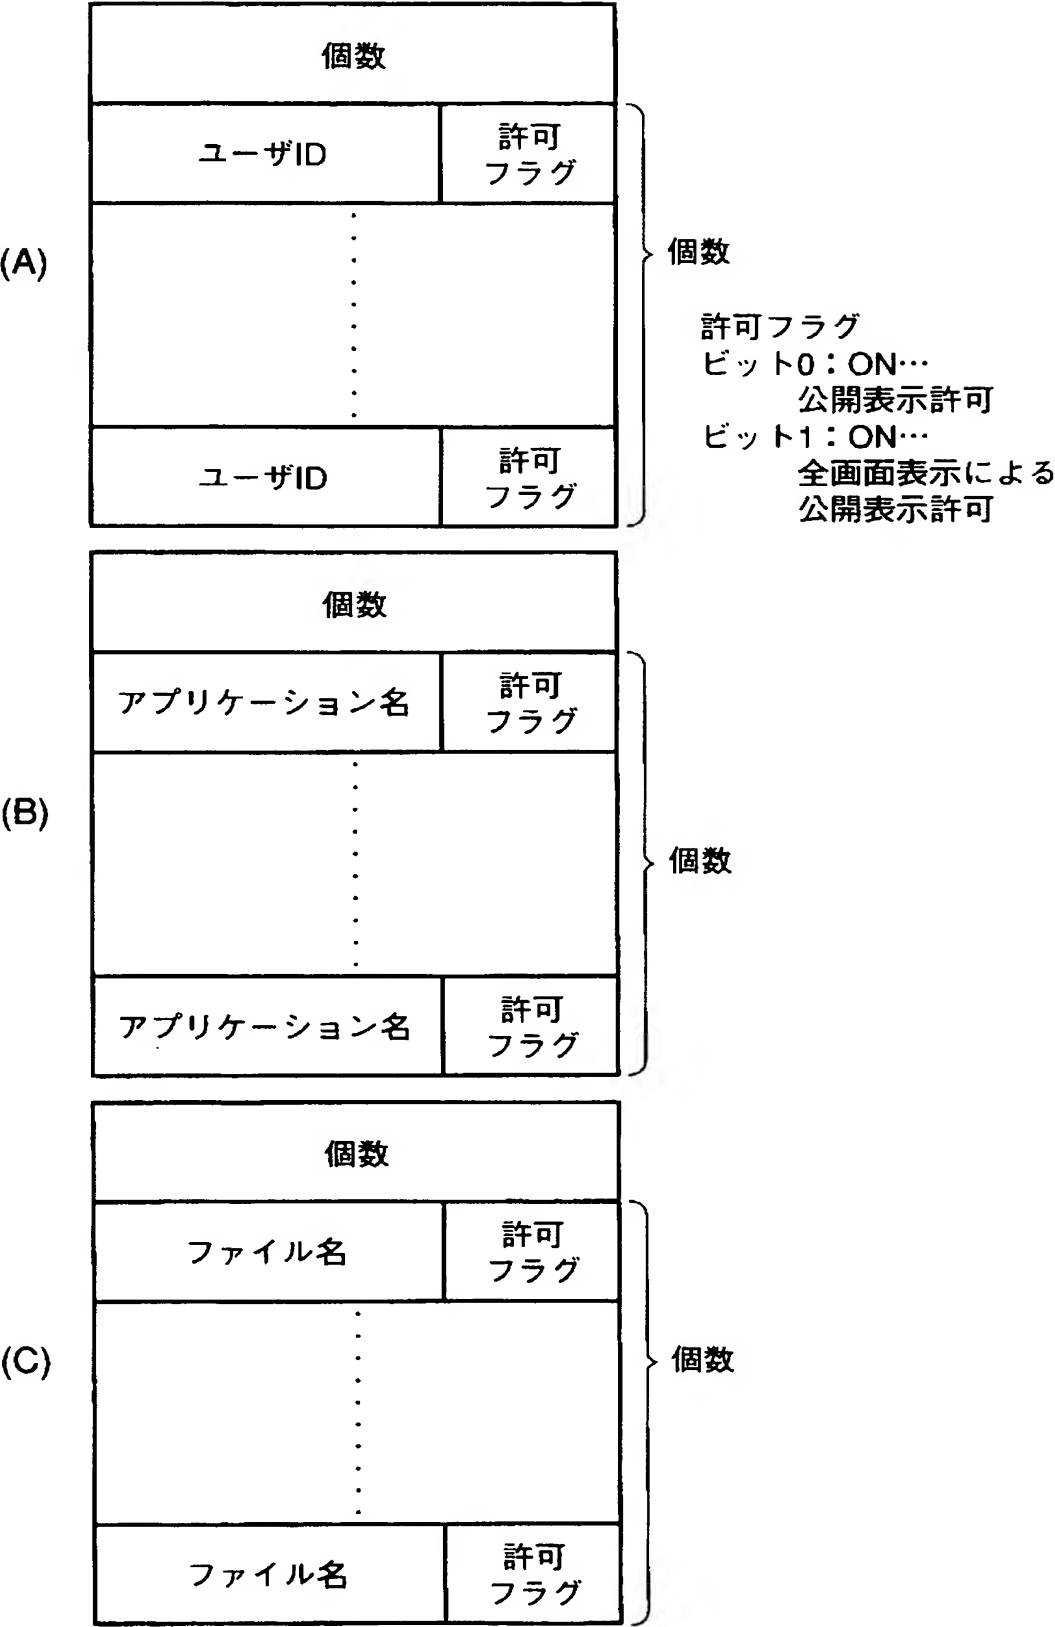 個数
ユーザID
許可
フラグ
(A)
個数
許可フラグ
ビット0：ON…
公開表示許可
ビット1：ON…
全画面表示による
公開表示許可
ユーザID
許可
フラグ
個数
アプリケーション名
許可
フラグ
(B)
個数
アプリケーション名
許可
フラグ
個数
ファイル名
許可
フラグ
(C)
個数
ファイル名
許可
フラグ